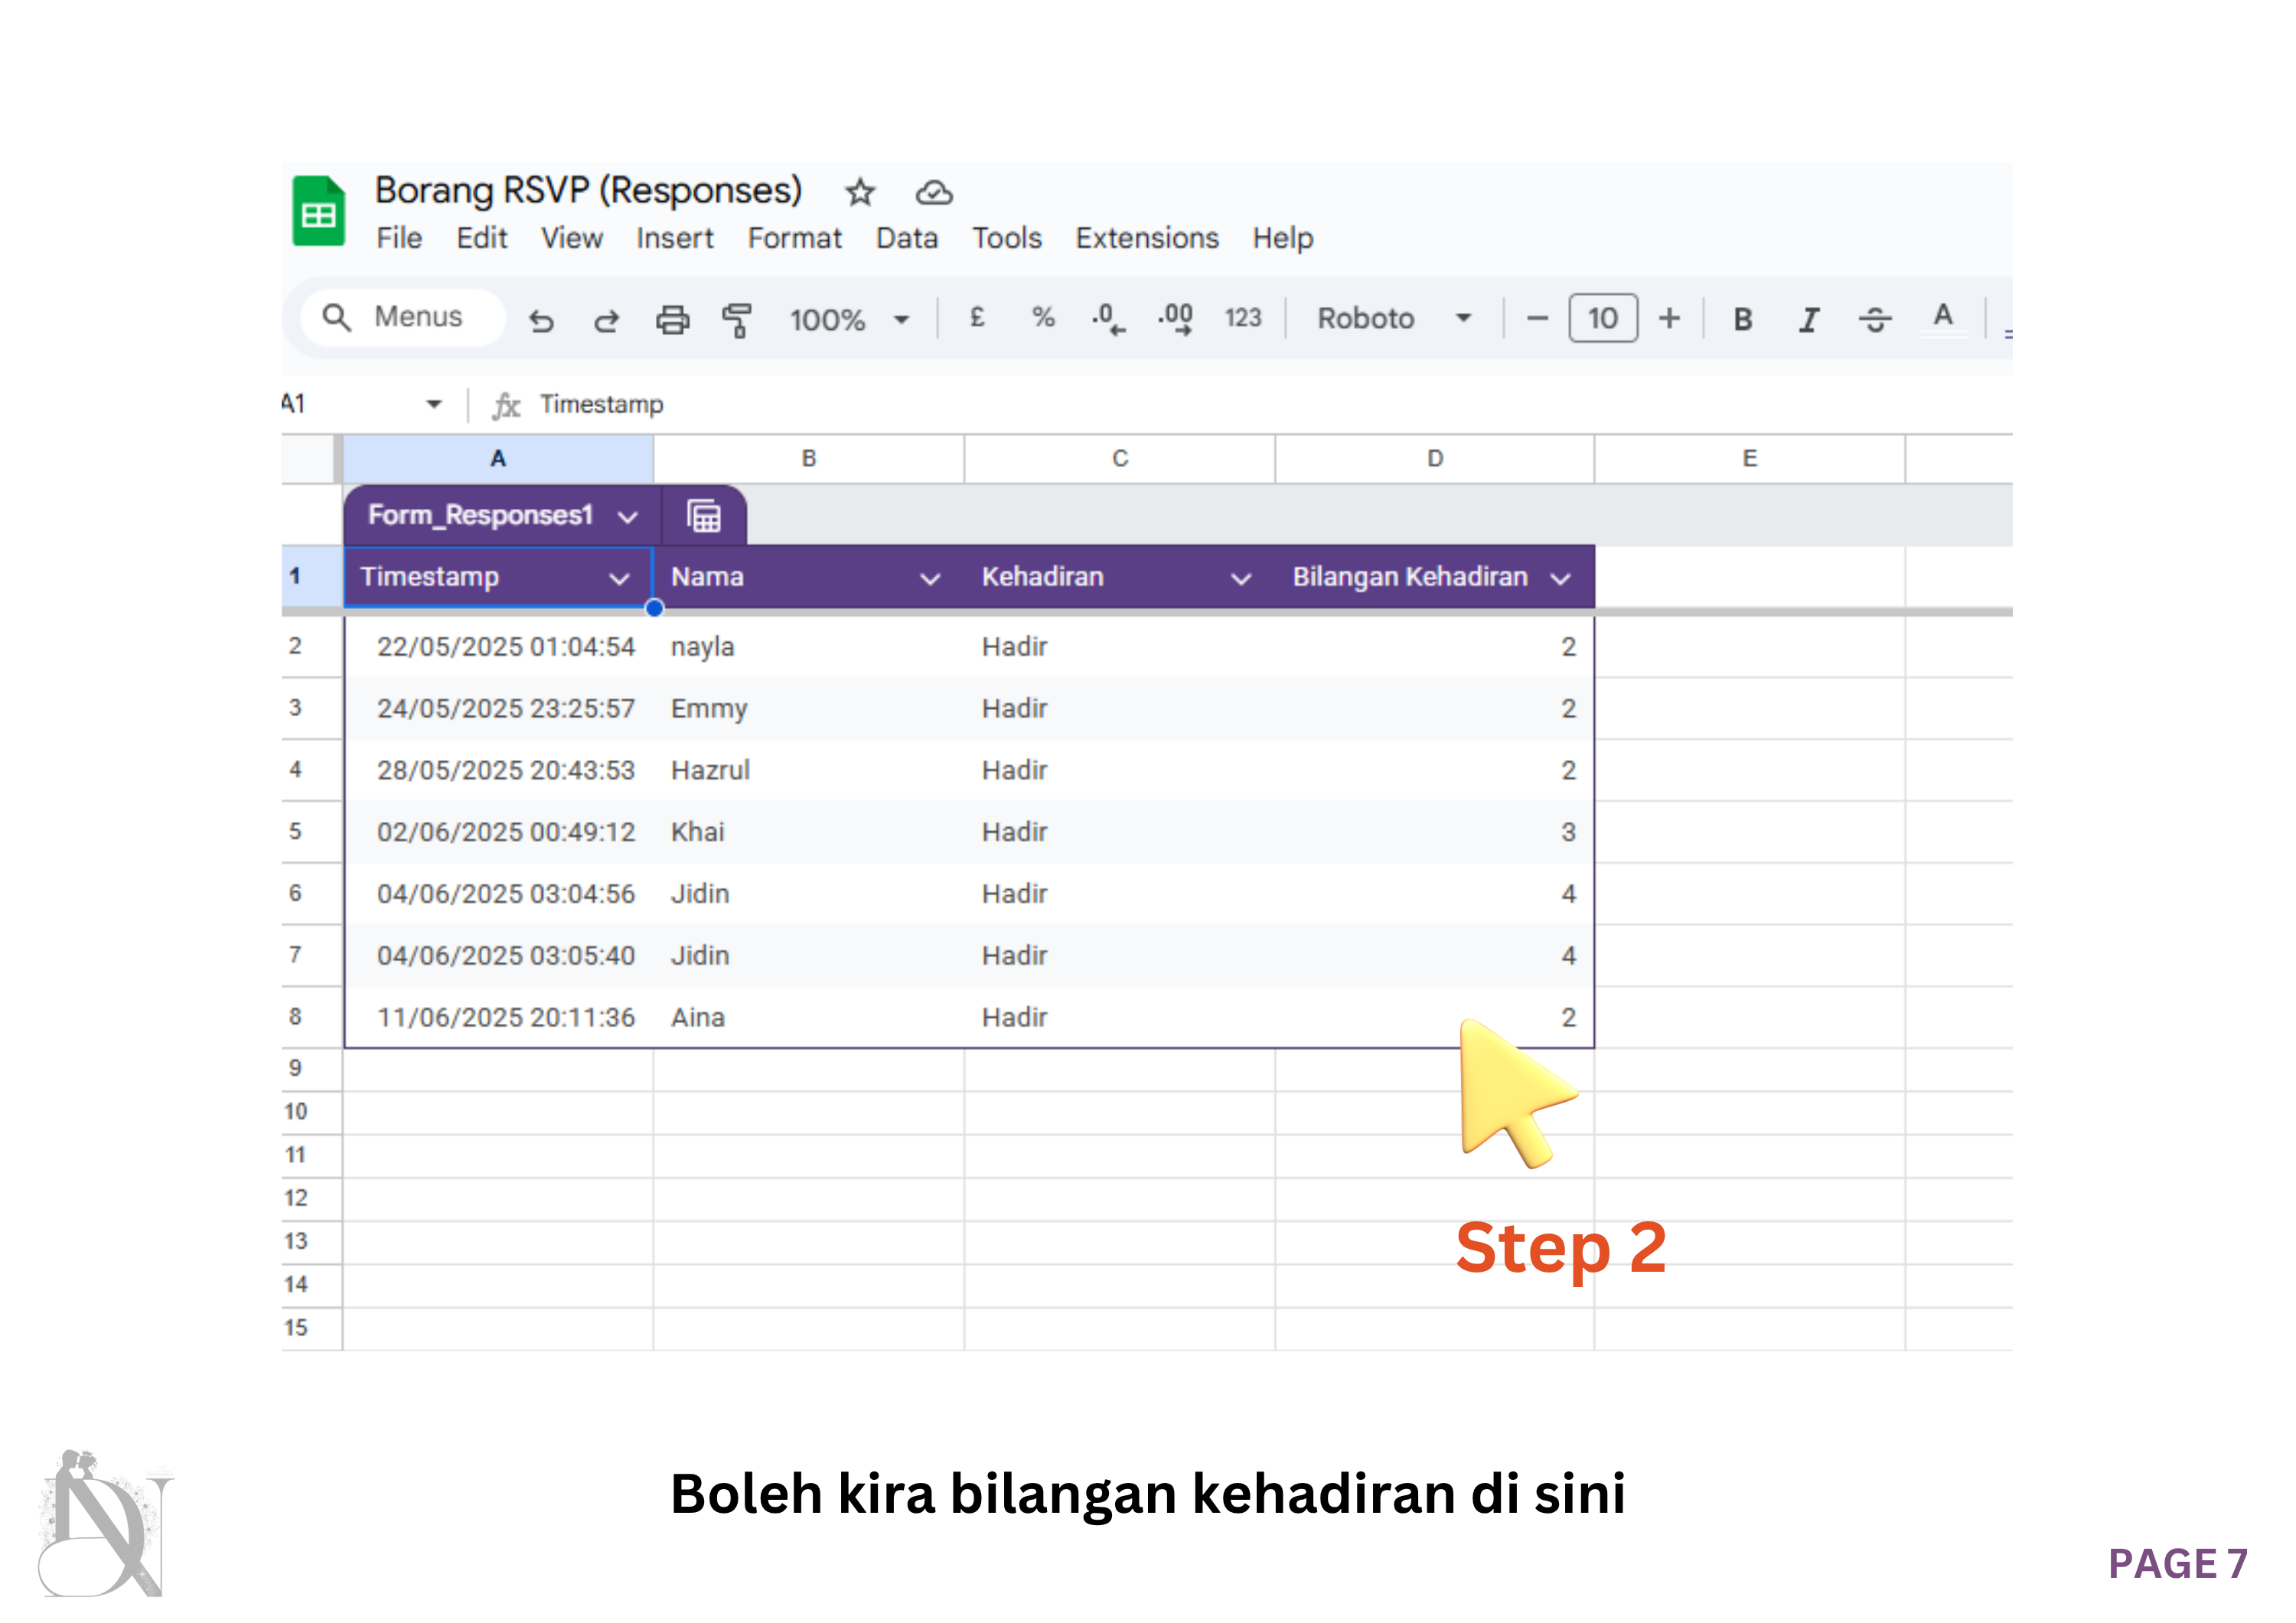 Borang RSVP (Responses)
File Edit View Insert Format Data Tools Extensions Help
Menus 100% £ % .0 .00 123 Roboto 10 B I S A
A1 fx Timestamp
A B C D E
Form_Responses1
1 Timestamp Nama Kehadiran Bilangan Kehadiran
2 22/05/2025 01:04:54 nayla Hadir 2
3 24/05/2025 23:25:57 Emmy Hadir 2
4 28/05/2025 20:43:53 Hazrul Hadir 2
5 02/06/2025 00:49:12 Khai Hadir 3
6 04/06/2025 03:04:56 Jidin Hadir 4
7 04/06/2025 03:05:40 Jidin Hadir 4
8 11/06/2025 20:11:36 Aina Hadir 2
9
10
11
12
13
Step 2
14
15
Boleh kira bilangan kehadiran di sini
DN
PAGE 7